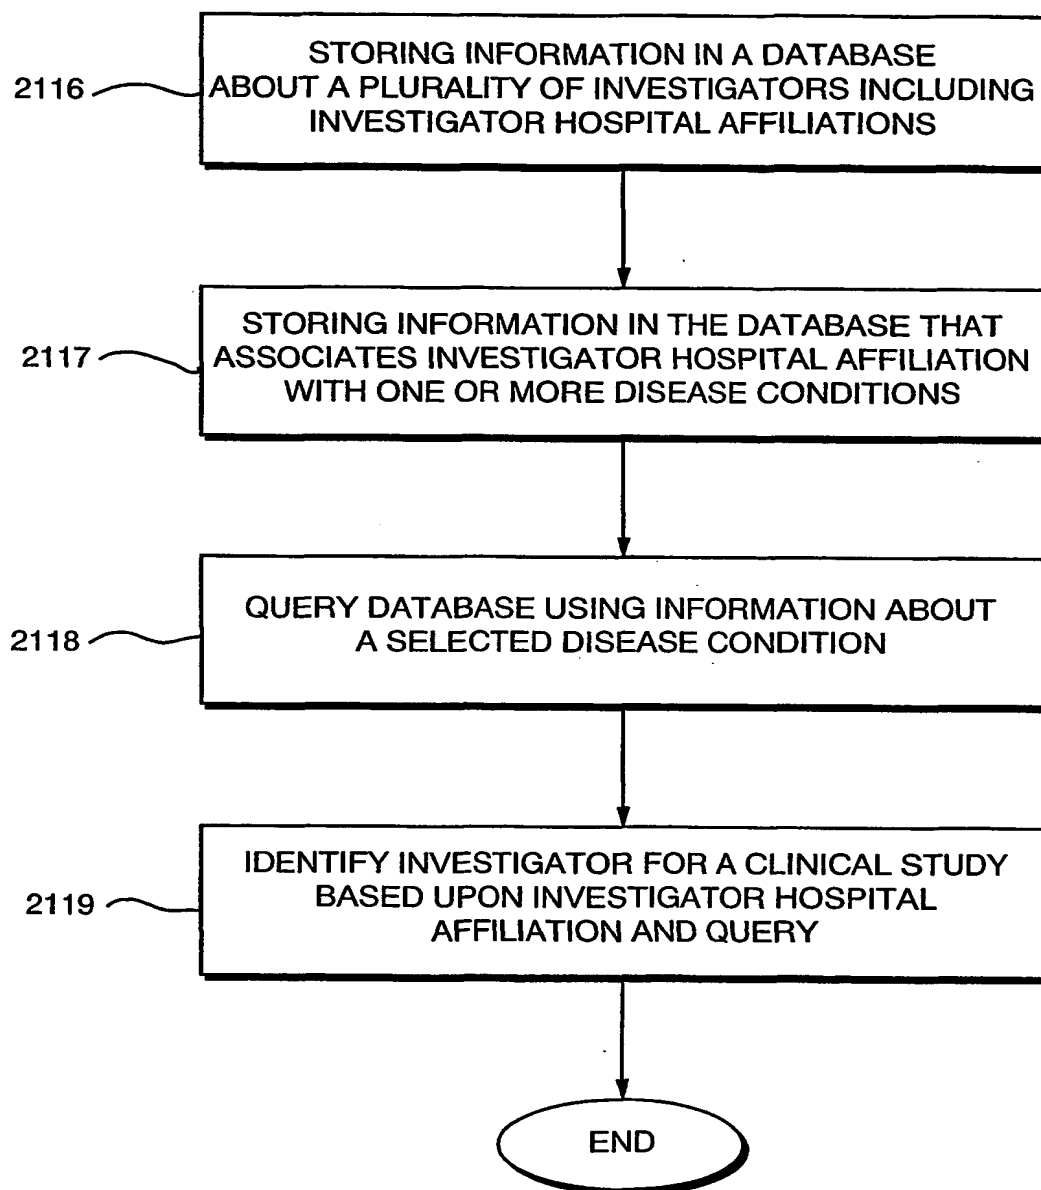 2116
STORING INFORMATION IN A DATABASE
ABOUT A PLURALITY OF INVESTIGATORS INCLUDING
INVESTIGATOR HOSPITAL AFFILIATIONS
2117
STORING INFORMATION IN THE DATABASE THAT
ASSOCIATES INVESTIGATOR HOSPITAL AFFILIATION
WITH ONE OR MORE DISEASE CONDITIONS
2118
QUERY DATABASE USING INFORMATION ABOUT
A SELECTED DISEASE CONDITION
2119
IDENTIFY INVESTIGATOR FOR A CLINICAL STUDY
BASED UPON INVESTIGATOR HOSPITAL
AFFILIATION AND QUERY
END